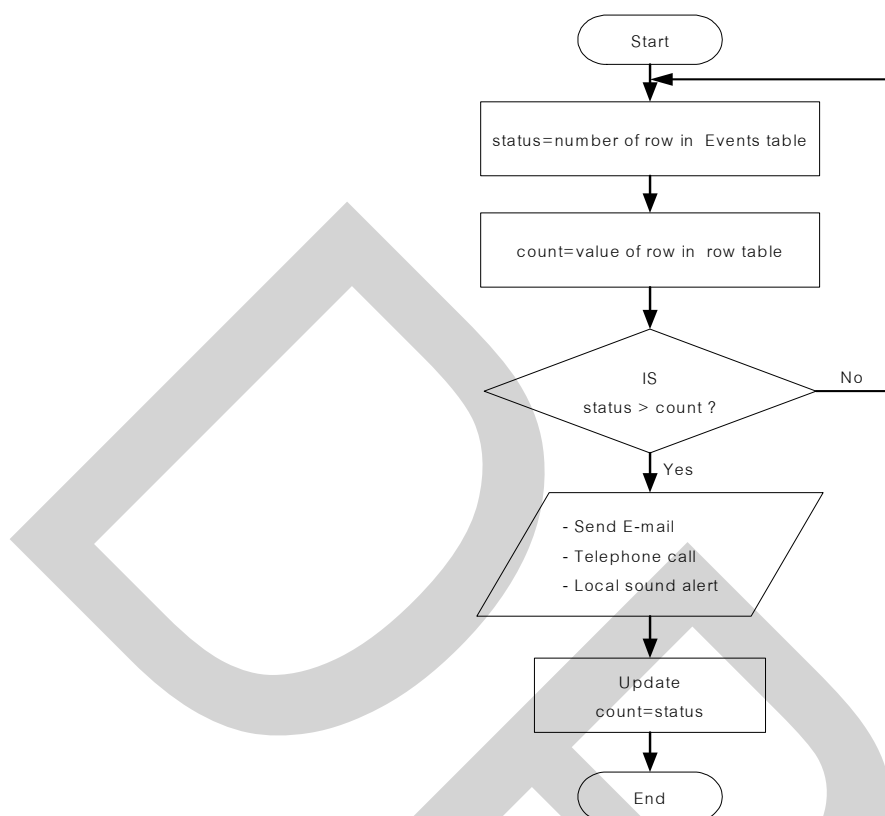 Start
status=number of row in Events table
count=value of row in row table
IS
status > count ?
No
Yes
- Send E-mail
- Telephone call
- Local sound alert
Update
count=status
End